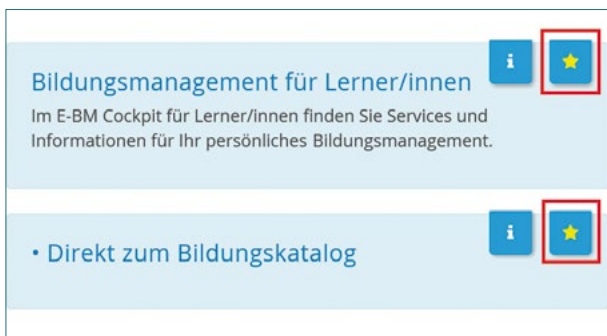 Bildungsmanagement für Lerner/innen
Im E-BM Cockpit für Lerner/innen finden Sie Services und
Informationen für Ihr persönliches Bildungsmanagement.
• Direkt zum Bildungskatalog